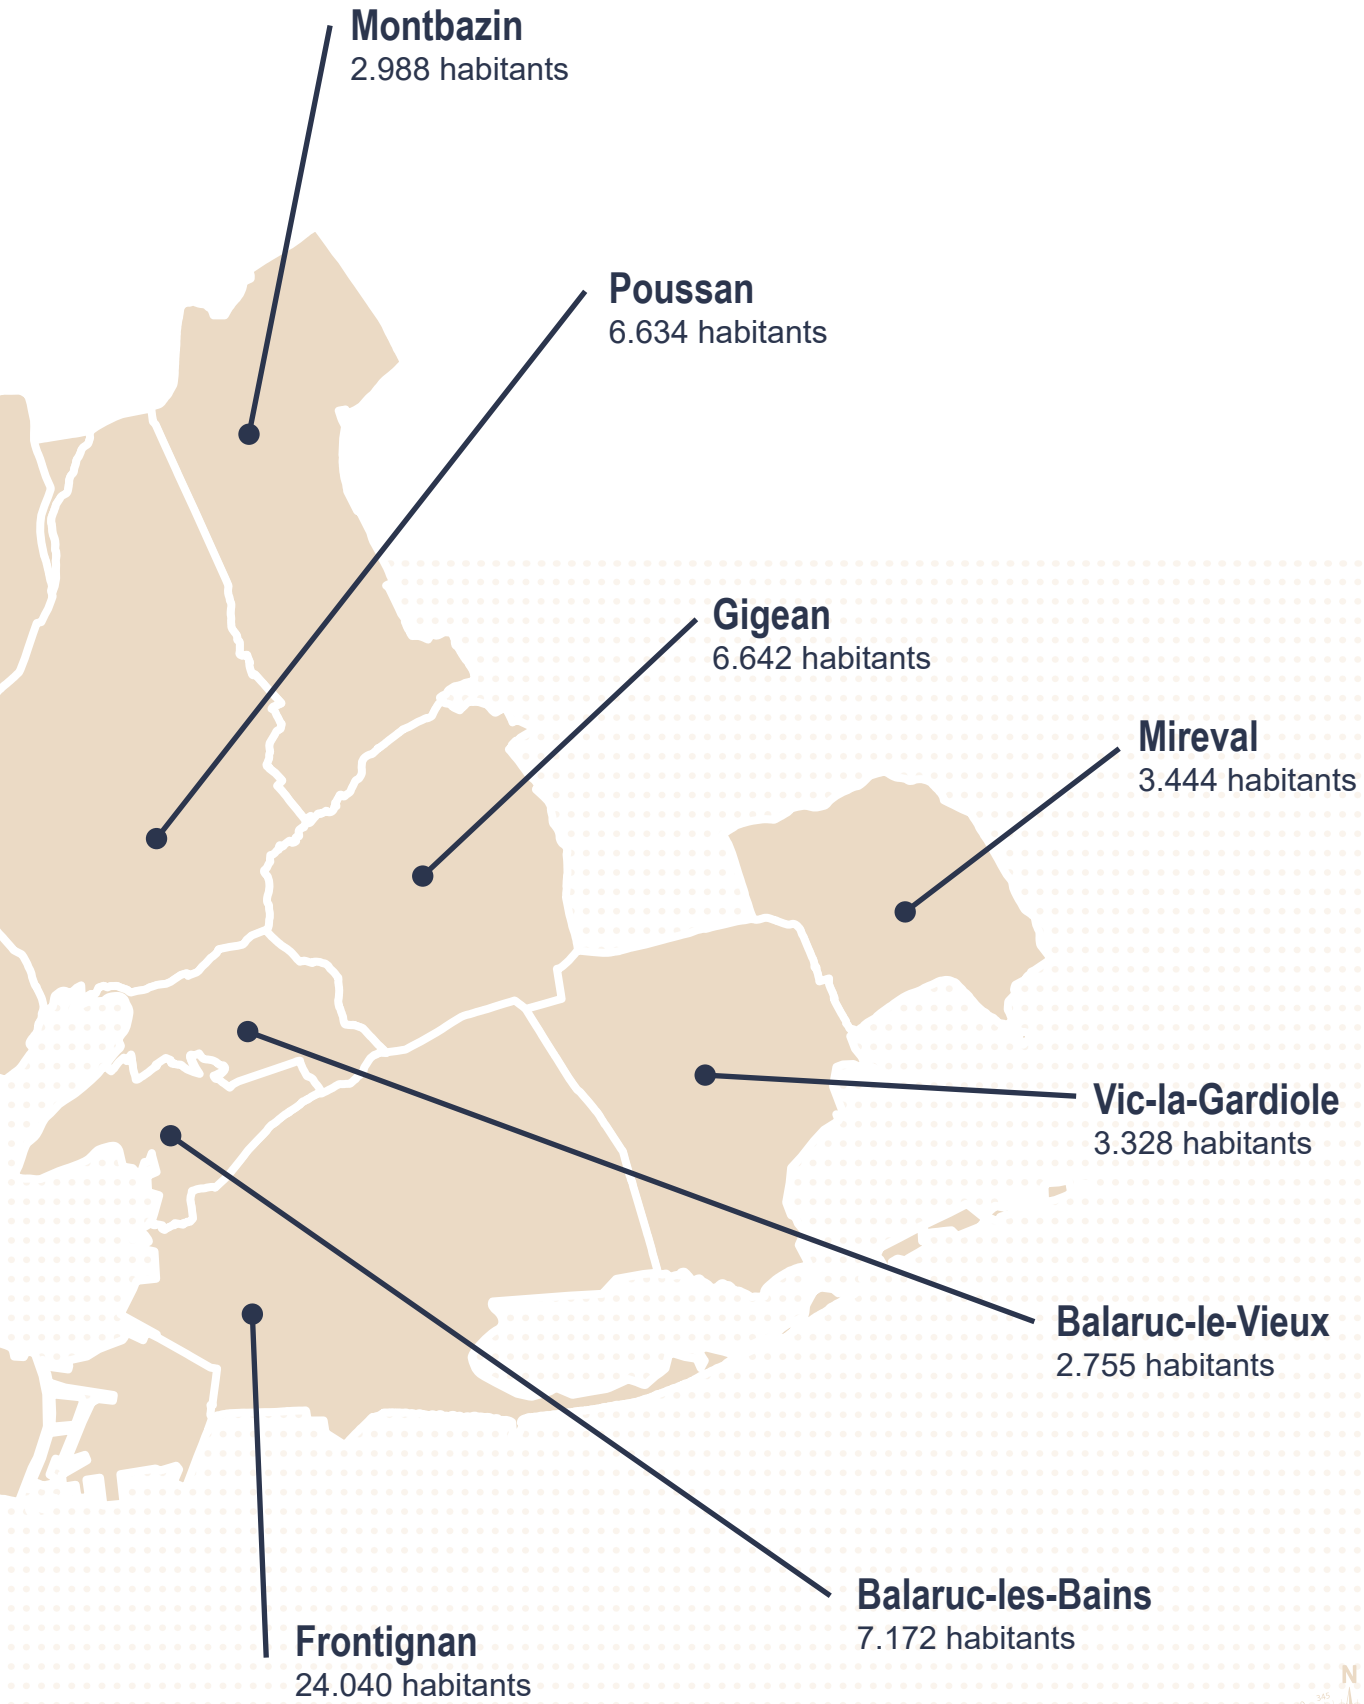 Montbazin
2.988 habitants
Poussan
6.634 habitants
Gigean
6.642 habitants
Mireval
3.444 habitants
Vic-la-Gardiole
3.328 habitants
Balaruc-le-Vieux
2.755 habitants
Balaruc-les-Bains
7.172 habitants
Frontignan
24.040 habitants
N
345